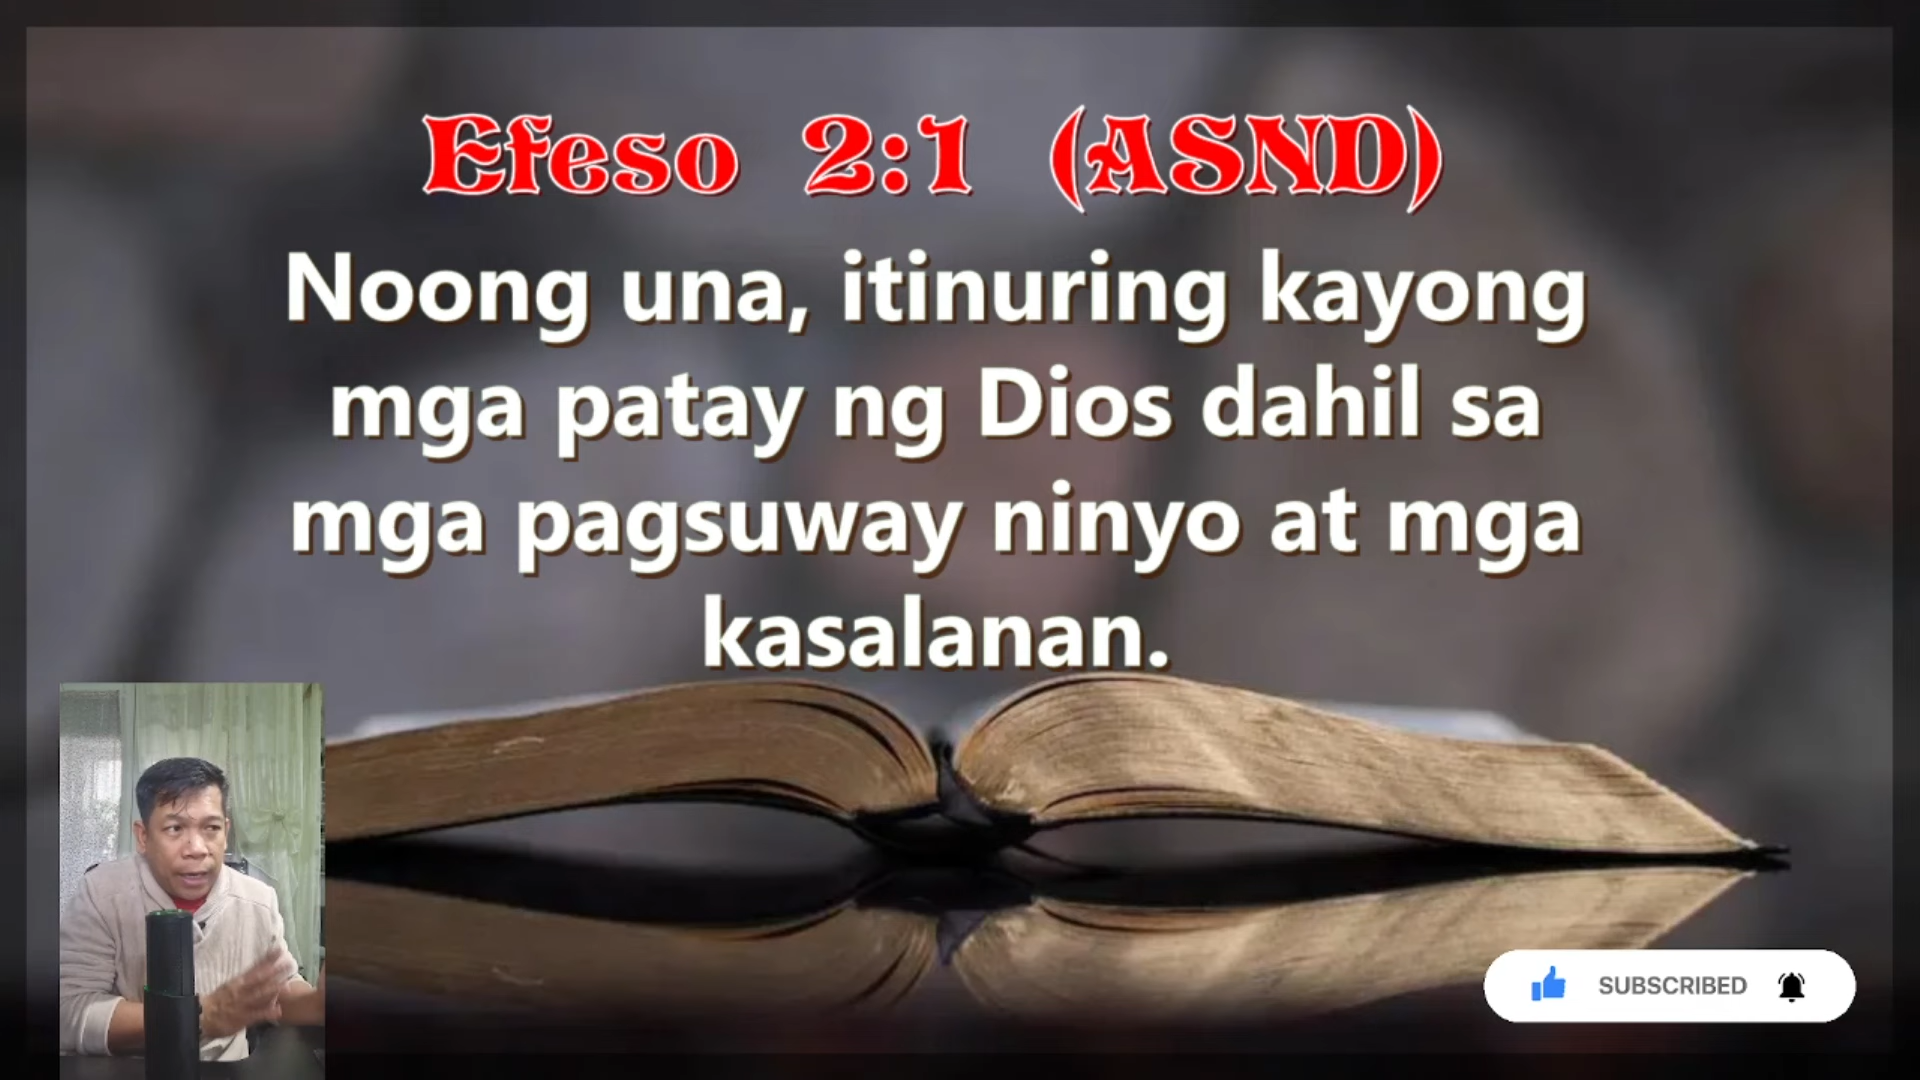 Efeso 2:1 (ASND)
Noong una, itinuring kayong
mga patay ng Dios dahil sa
mga pagsuway ninyo at mga
kasalanan.
SUBSCRIBED